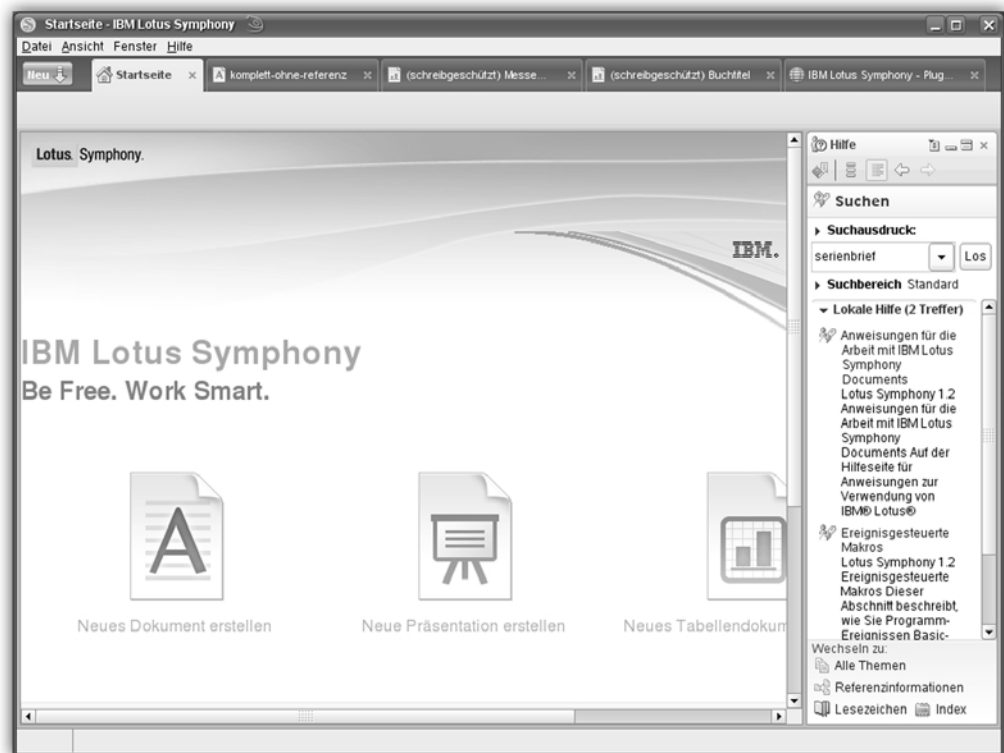 Startseite - IBM Lotus Symphony
Datei Ansicht Fenster Hilfe
Neu
Startseite
komplett-ohne-referenz
(schreibgeschützt) Messe...
(schreibgeschützt) Buchtitel
IBM Lotus Symphony - Plug...
Lotus. Symphony.
IBM.
IBM Lotus Symphony
Be Free. Work Smart.
Neues Dokument erstellen
Neue Präsentation erstellen
Neues Tabellendokum
Hilfe
Suchen
Suchausdruck:
serienbrief
Los
Suchbereich Standard
Lokale Hilfe (2 Treffer)
Anweisungen für die
Arbeit mit IBM Lotus
Symphony
Documents
Lotus Symphony 1.2
Anweisungen für die
Arbeit mit IBM Lotus
Symphony
Documents Auf der
Hilfeseite für
Anweisungen zur
Verwendung von
IBM® Lotus®
Ereignisgesteuerte
Makros
Lotus Symphony 1.2
Ereignisgesteuerte
Makros Dieser
Abschnitt beschreibt,
wie Sie Programm-
Ereignissen Basic-
Wechseln zu:
Alle Themen
Referenzinformationen
Lesezeichen Index